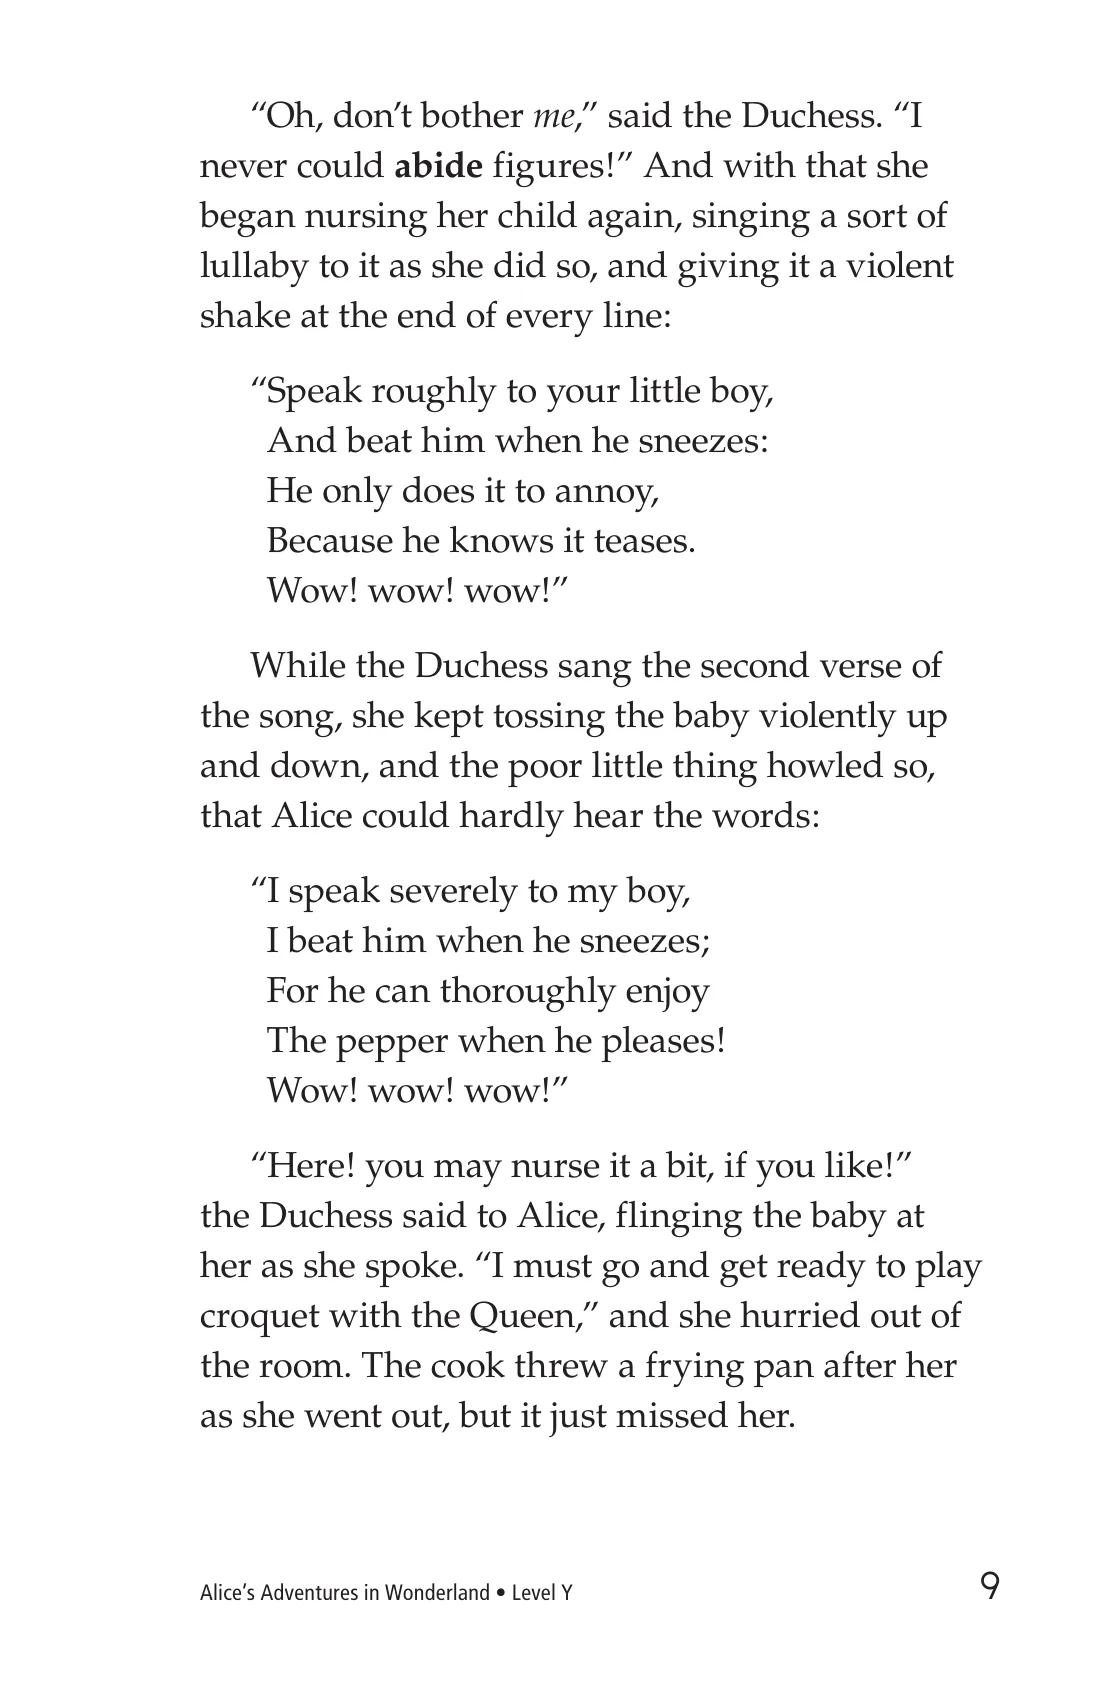 “Oh, don’t bother me,” said the Duchess. “I
never could abide figures!” And with that she
began nursing her child again, singing a sort of
lullaby to it as she did so, and giving it a violent
shake at the end of every line:
“Speak roughly to your little boy,
And beat him when he sneezes:
He only does it to annoy,
Because he knows it teases.
Wow! wow! wow!”
While the Duchess sang the second verse of
the song, she kept tossing the baby violently up
and down, and the poor little thing howled so,
that Alice could hardly hear the words:
“I speak severely to my boy,
I beat him when he sneezes;
For he can thoroughly enjoy
The pepper when he pleases!
Wow! wow! wow!”
“Here! you may nurse it a bit, if you like!”
the Duchess said to Alice, flinging the baby at
her as she spoke. “I must go and get ready to play
croquet with the Queen,” and she hurried out of
the room. The cook threw a frying pan after her
as she went out, but it just missed her.
Alice’s Adventures in Wonderland • Level Y 9